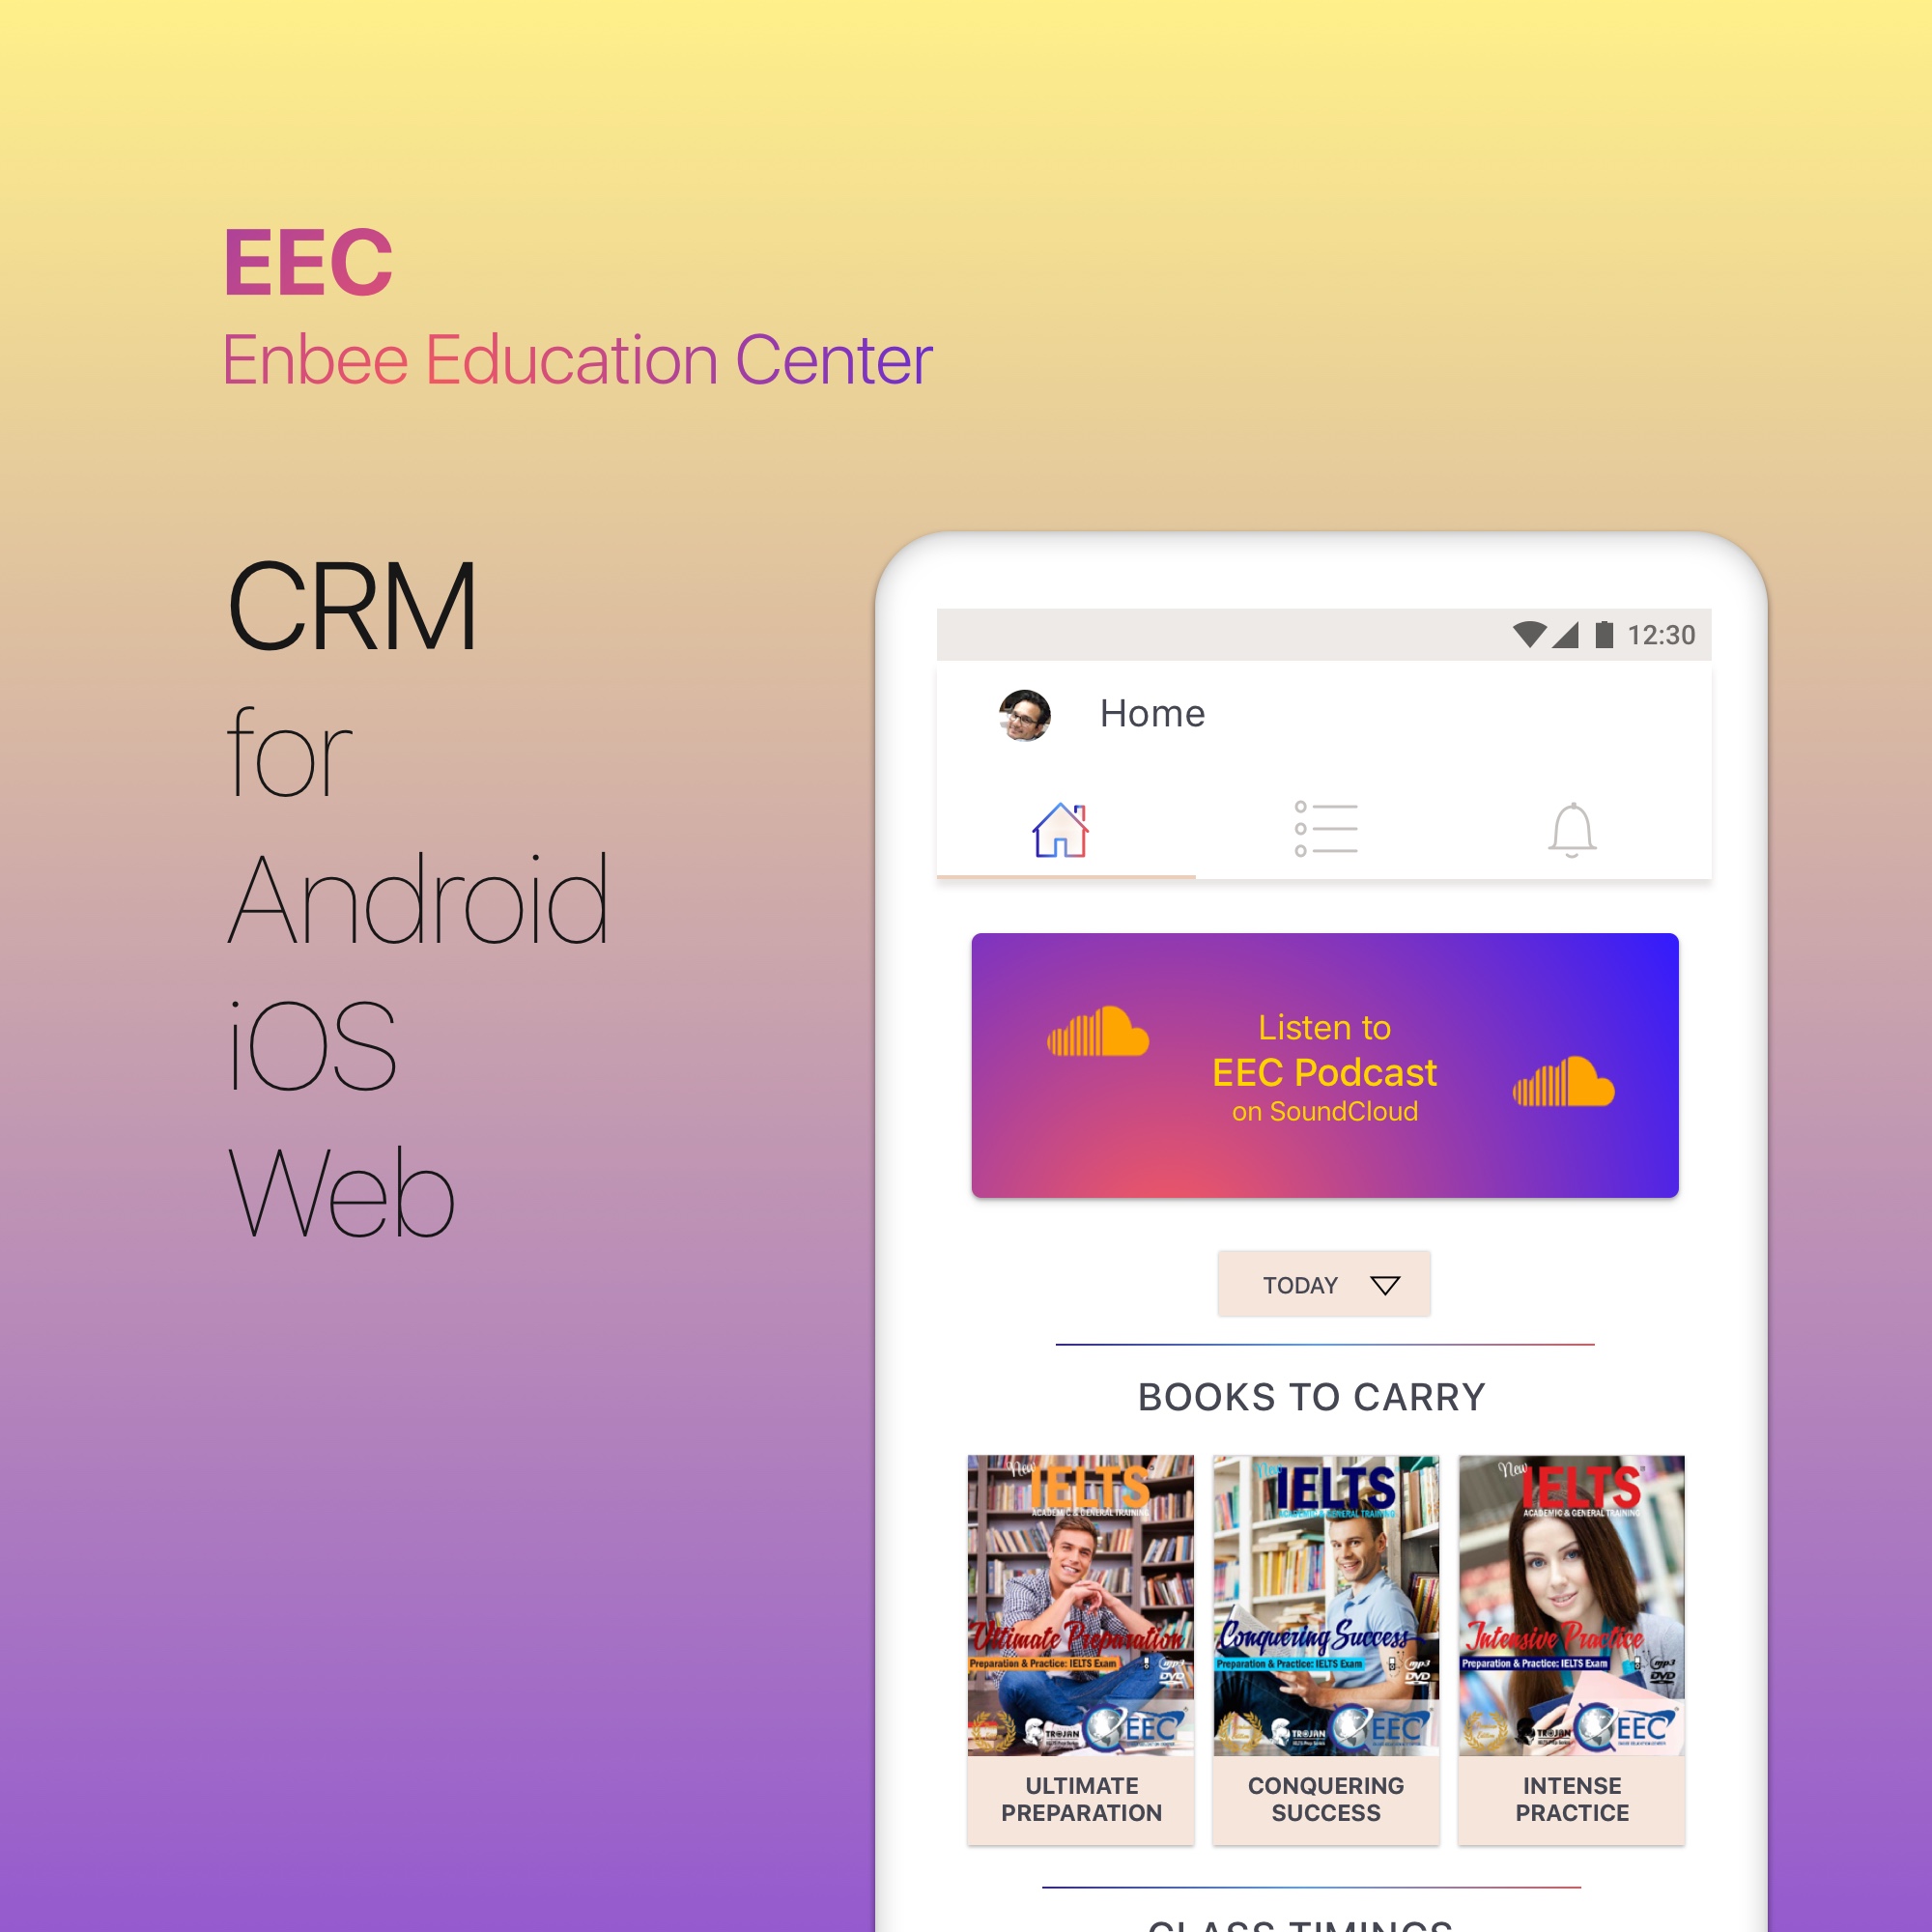 EEC
Enbee Education Center
CRM
for
Android
iOS
Web
12:30
Home
Listen to
EEC Podcast
on SoundCloud
TODAY
BOOKS TO CARRY
New IELTS
ACADEMIC & GENERAL TRAINING
Ultimate Preparation
Preparation & Practice: IELTS Exam
mp3
DVD
TROJAN
EEC
ULTIMATE
PREPARATION
New IELTS
ACADEMIC & GENERAL TRAINING
Conquering Success
Preparation & Practice: IELTS Exam
mp3
DVD
TROJAN
EEC
CONQUERING
SUCCESS
New IELTS
ACADEMIC & GENERAL TRAINING
Intensive Practice
Preparation & Practice: IELTS Exam
mp3
DVD
TROJAN
EEC
INTENSE
PRACTICE
CLASS TIMINGS